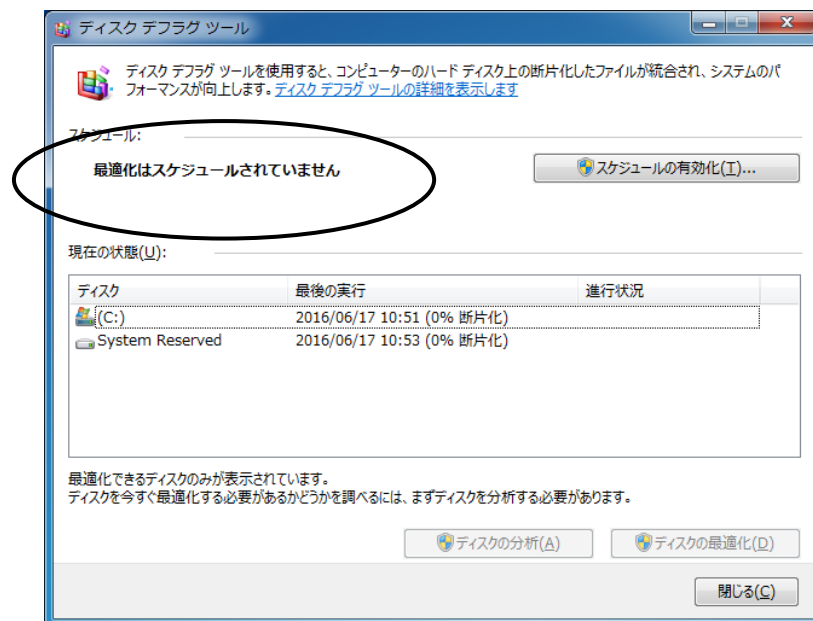 ディスク デフラグ ツール
ディスク デフラグ ツールを使用すると、コンピューターのハード ディスク上の断片化したファイルが統合され、システムのパ
フォーマンスが向上します。ディスク デフラグ ツールの詳細を表示します
スケジュール:
最適化はスケジュールされていません
スケジュールの有効化(T)...
現在の状態(U):
ディスク 最後の実行 進行状況
(C:) 2016/06/17 10:51 (0% 断片化)
System Reserved 2016/06/17 10:53 (0% 断片化)
最適化できるディスクのみが表示されています。
ディスクを今すぐ最適化する必要があるかどうかを調べるには、まずディスクを分析する必要があります。
ディスクの分析(A) ディスクの最適化(D)
閉じる(C)